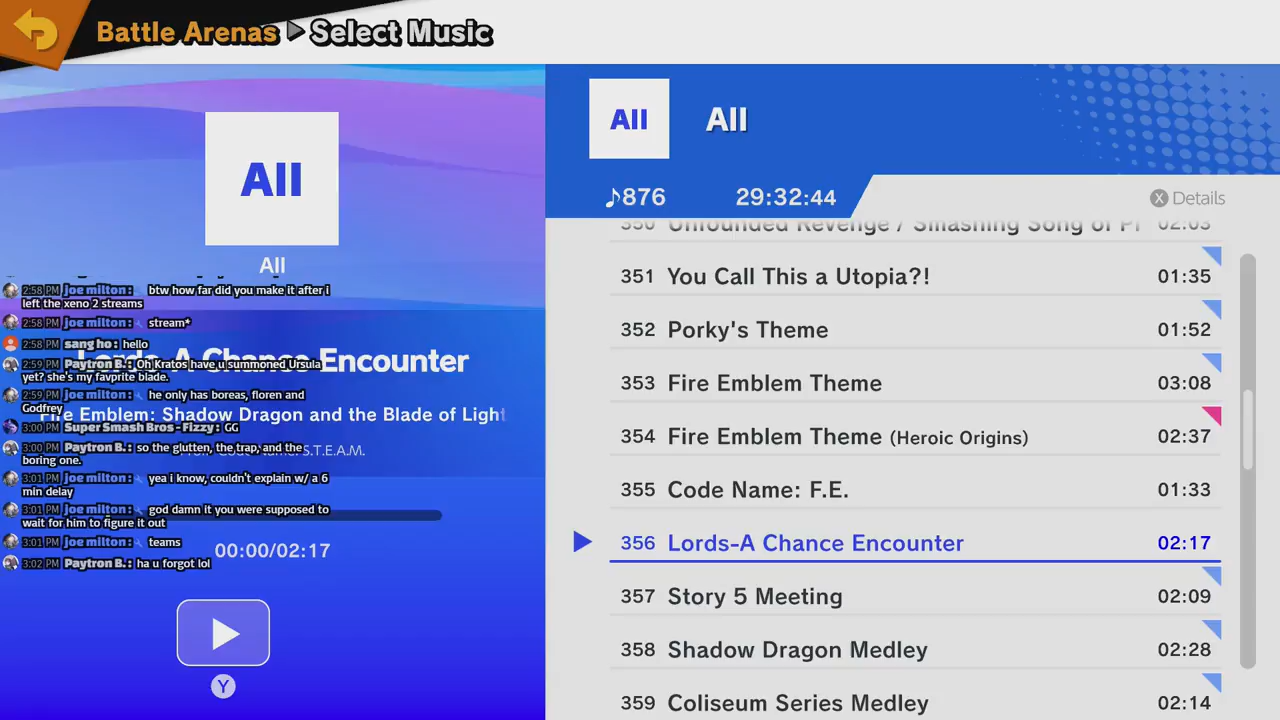 Battle Arenas ▶ Select Music
All
All
2:58 PM joe milton : btw how far did you make it after i
left the xeno 2 streams
2:58 PM joe milton : stream*
2:58 PM sang ho : hello
2:59 PM Paytron B. : Oh Kratos have u summoned Ursula
yet? she's my favprite blade.
2:59 PM joe milton : he only has boreas, floren and
Godfrey
3:00 PM Super Smash Bros - Fizzy : GG
3:00 PM Paytron B. : so the glutten, the trap, and the
boring one.
3:01 PM joe milton : yea i know, couldn't explain w/ a 6
min delay
3:01 PM joe milton : god damn it you were supposed to
wait for him to figure it out
3:01 PM joe milton : teams
3:02 PM Paytron B. : ha u forgot lol
Lords-A Chance Encounter
Fire Emblem: Shadow Dragon and the Blade of Light
S.T.E.A.M.
00:00/02:17
Y
All All
♪876 29:32:44
X Details
350 Unfounded Revenge / Smashing Song of Pr 02:03
351 You Call This a Utopia?! 01:35
352 Porky's Theme 01:52
353 Fire Emblem Theme 03:08
354 Fire Emblem Theme (Heroic Origins) 02:37
355 Code Name: F.E. 01:33
356 Lords-A Chance Encounter 02:17
357 Story 5 Meeting 02:09
358 Shadow Dragon Medley 02:28
359 Coliseum Series Medley 02:14